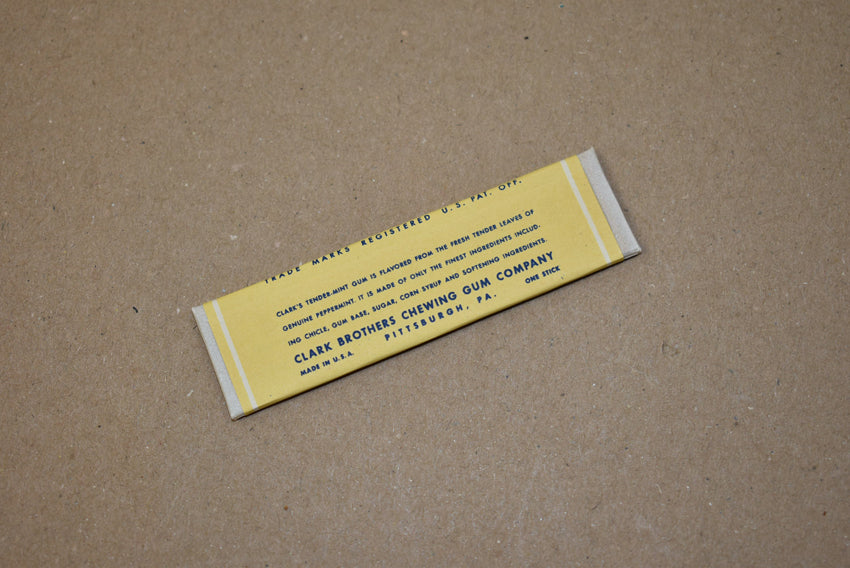 TRADE MARKS REGISTERED U.S. PAT. OFF.
CLARK'S TENDER-MINT GUM IS FLAVORED FROM THE FRESH TENDER LEAVES OF
GENUINE PEPPERMINT. IT IS MADE OF ONLY THE FINEST INGREDIENTS INCLUD-
ING CHICLE, GUM BASE, SUGAR, CORN SYRUP AND SOFTENING INGREDIENTS.
CLARK BROTHERS CHEWING GUM COMPANY
MADE IN U.S.A. PITTSBURGH, PA. ONE STICK